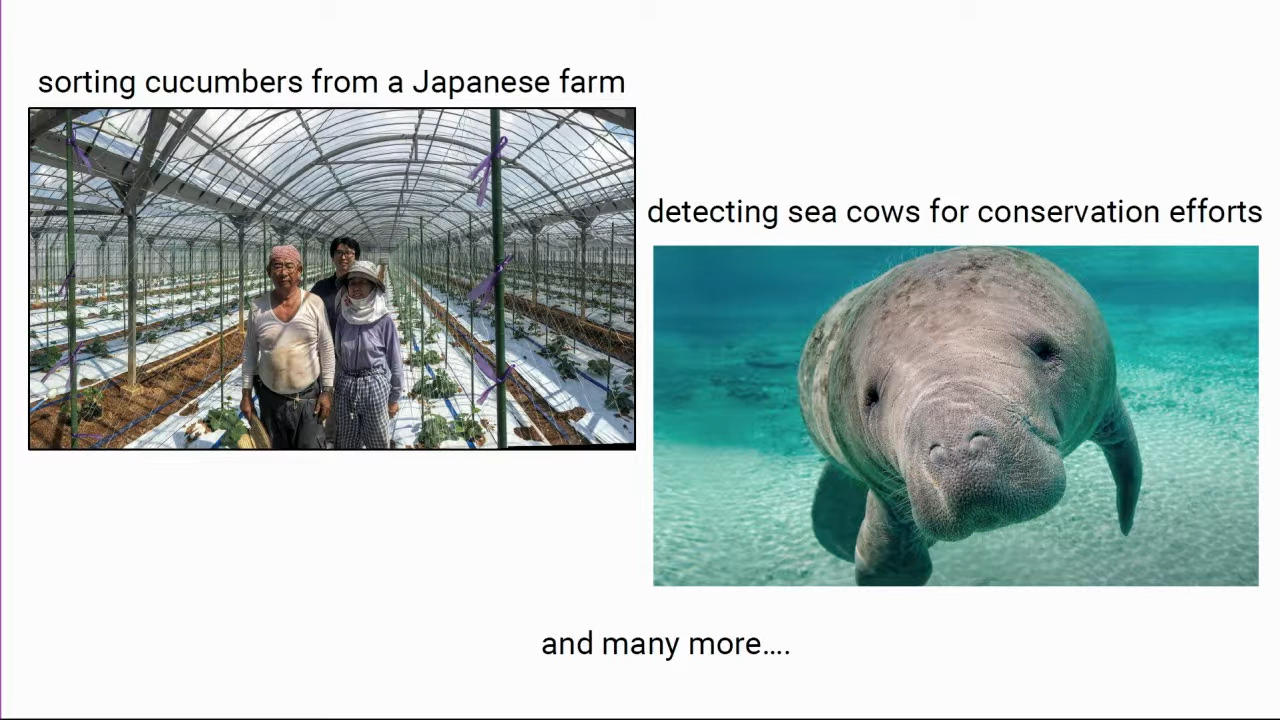 sorting cucumbers from a Japanese farm
detecting sea cows for conservation efforts
and many more....